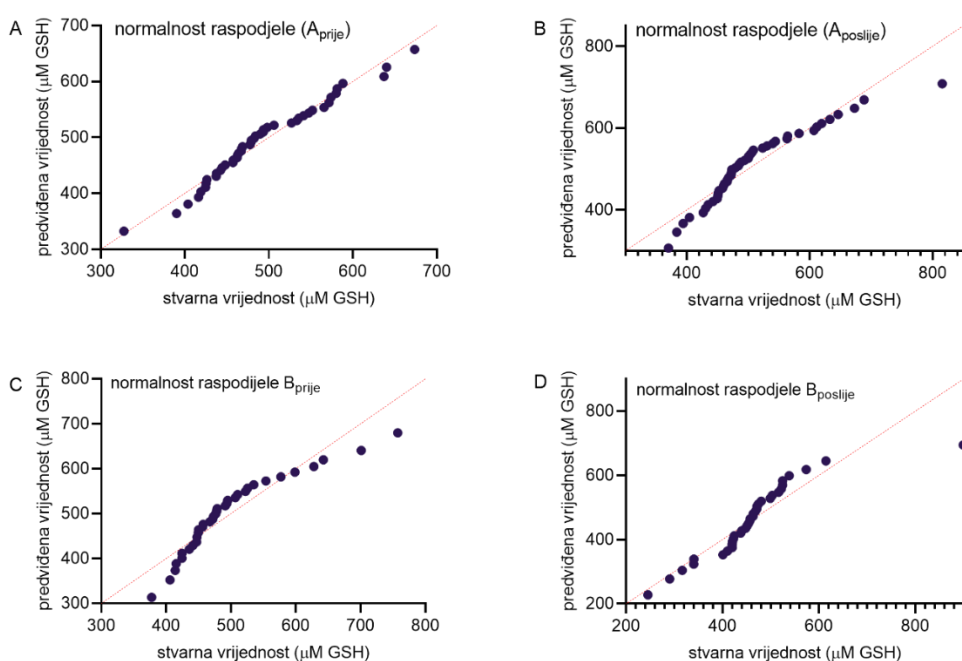 A
normalnost raspodjele (Aprije)
predviđena vrijednost (µM GSH)
700
600
500
400
300
300 400 500 600 700
stvarna vrijednost (µM GSH)
B
normalnost raspodjele (Aposlije)
predviđena vrijednost (µM GSH)
800
600
400
400 600 800
stvarna vrijednost (µM GSH)
C
normalnost raspodijele Bprije
predviđena vrijednost (µM GSH)
800
700
600
500
400
300
300 400 500 600 700 800
stvarna vrijednost (µM GSH)
D
normalnost raspodjele Bposlije
predviđena vrijednost (µM GSH)
800
600
400
200
200 400 600 800
stvarna vrijednost (µM GSH)